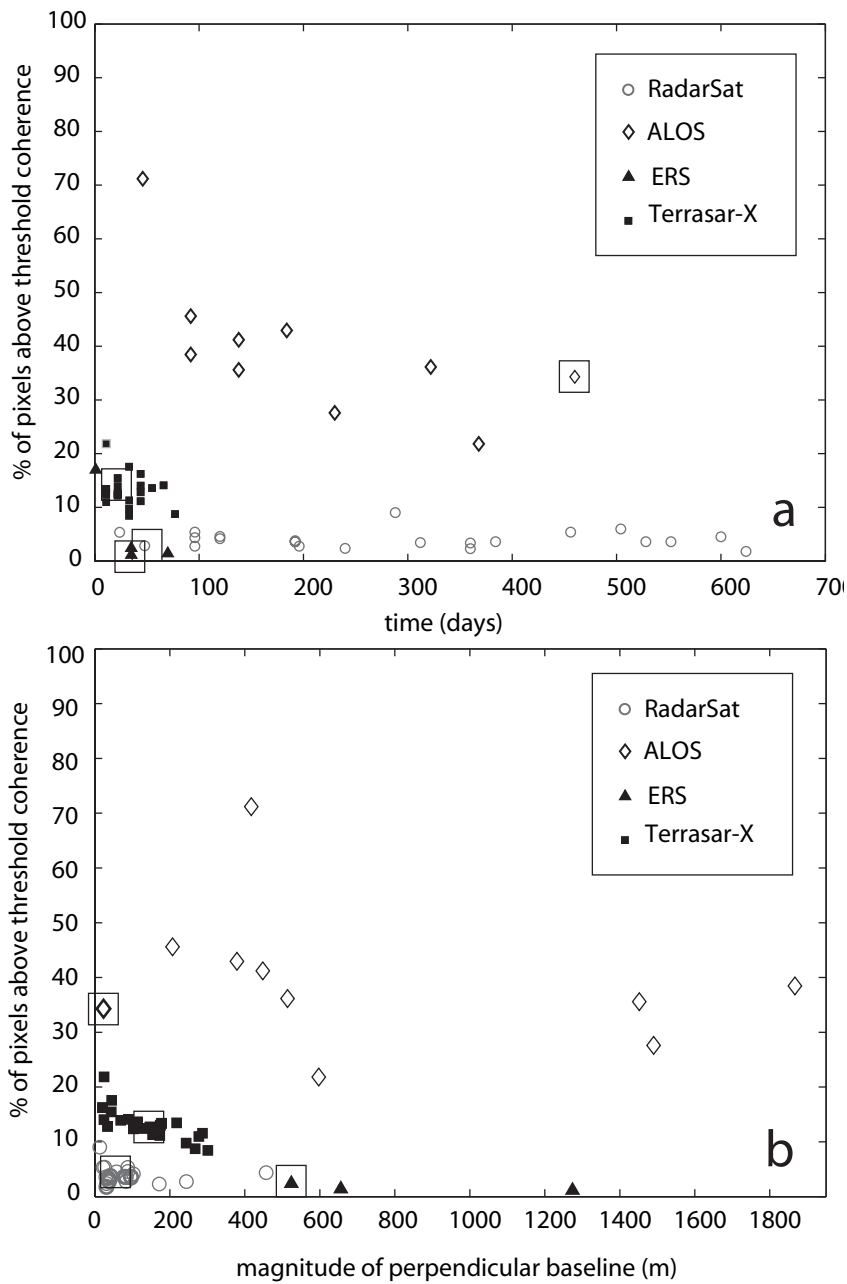 100
90
80
70
60
50
40
30
20
10
0
% of pixels above threshold coherence
RadarSat
ALOS
ERS
Terrasar-X
a
0 100 200 300 400 500 600 700
time (days)
100
90
80
70
60
50
40
30
20
10
0
% of pixels above threshold coherence
RadarSat
ALOS
ERS
Terrasar-X
b
0 200 400 600 800 1000 1200 1400 1600 1800
magnitude of perpendicular baseline (m)